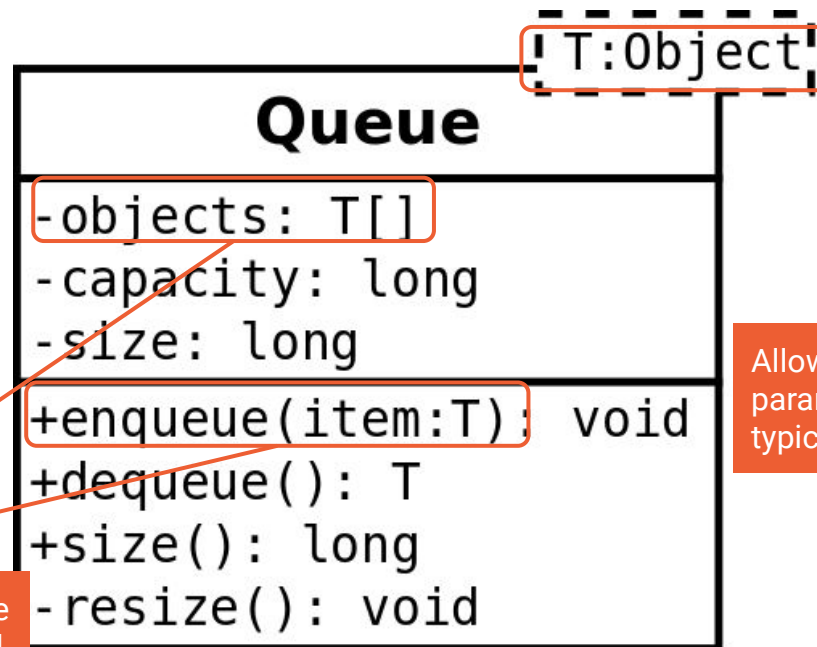 T:Object
Queue
-objects: T[]
-capacity: long
-size: long
+enqueue(item:T): void
+dequeue(): T
+size(): long
-resize(): void